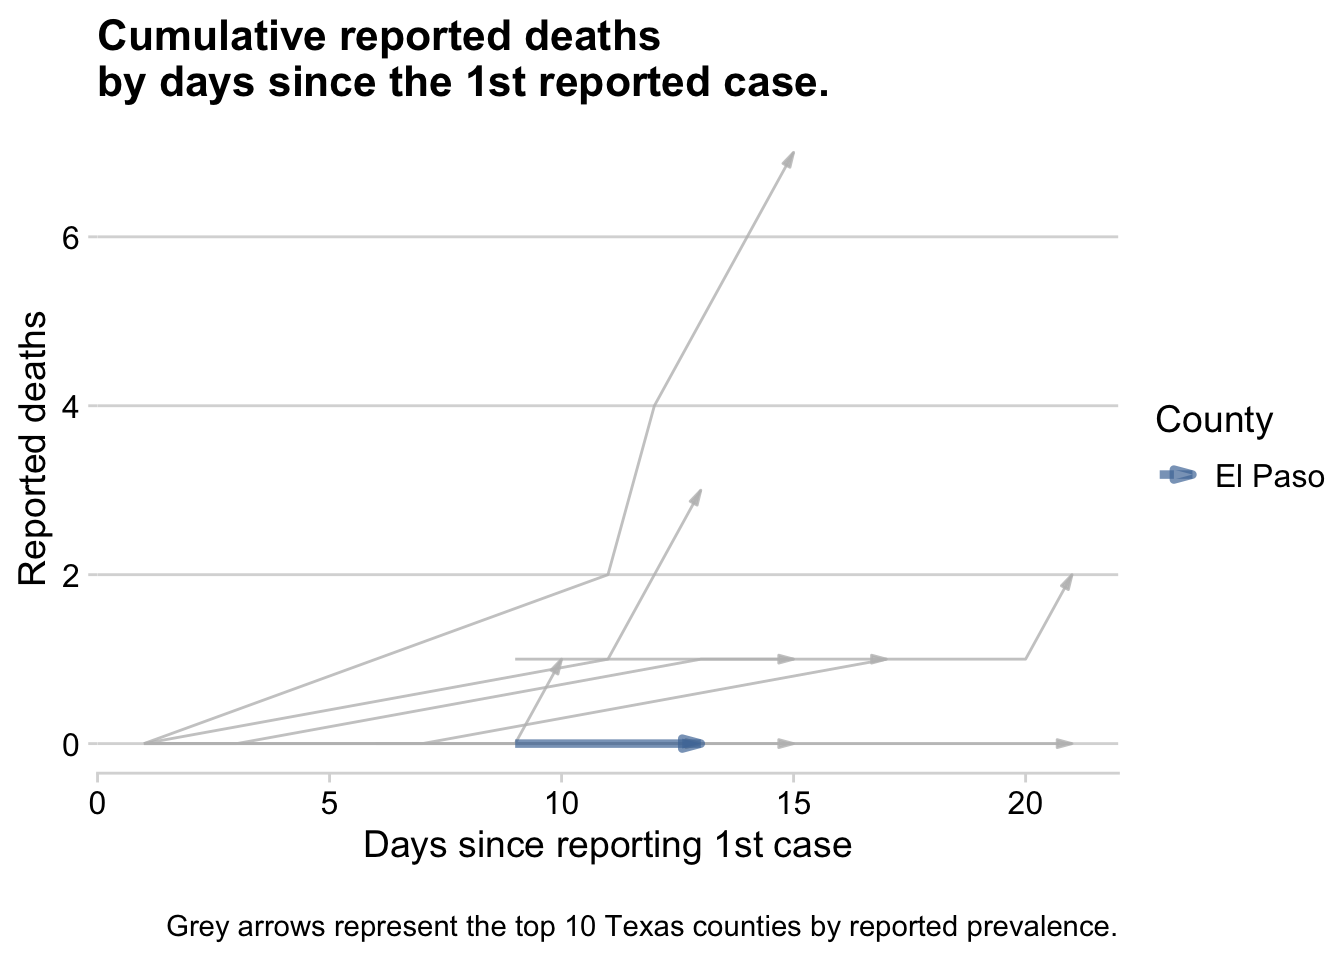 Cumulative reported deaths
by days since the 1st reported case.
6
4
2
0
Reported deaths
0 5 10 15 20
Days since reporting 1st case
County
El Paso
Grey arrows represent the top 10 Texas counties by reported prevalence.